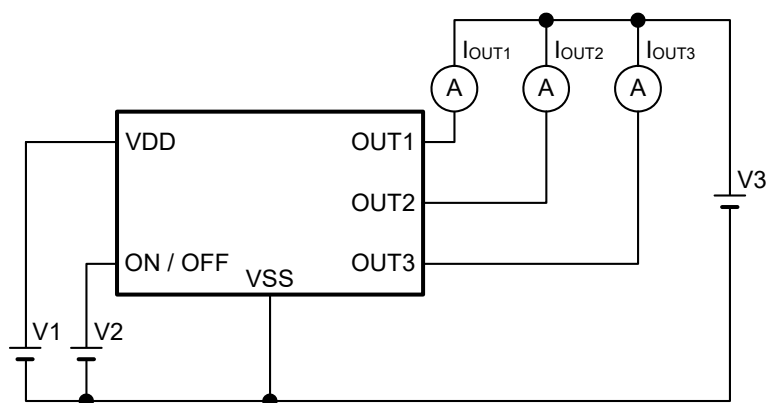 IOUT1 IOUT2 IOUT3
A A A
VDD OUT1
V3
OUT2
ON / OFF OUT3
VSS
V1 V2